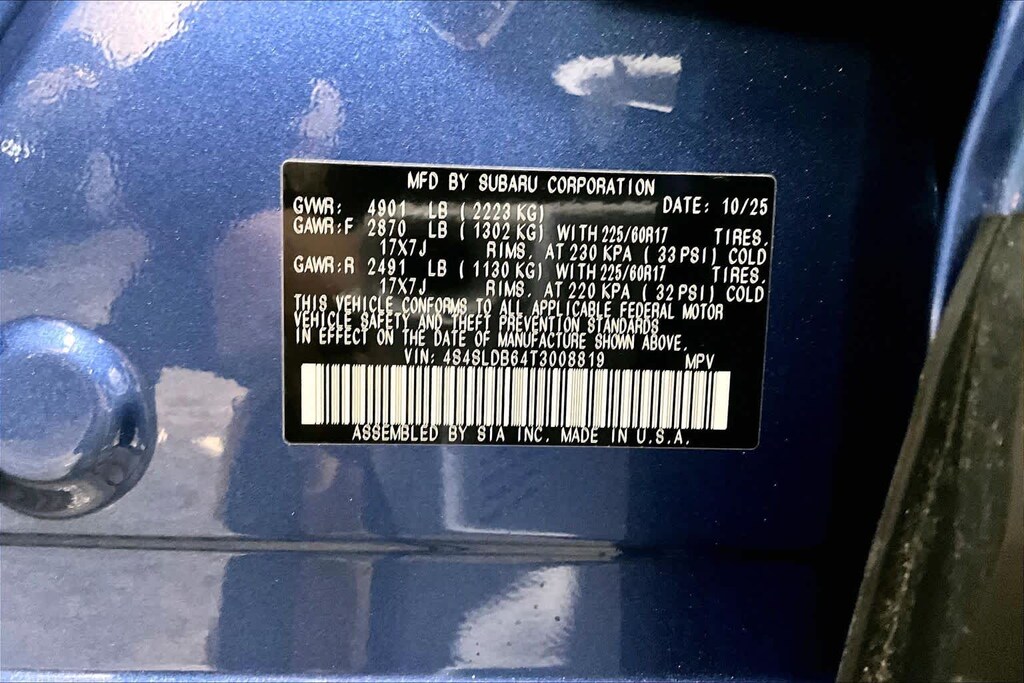 MFD BY SUBARU CORPORATION
GVWR: 4901 LB ( 2223 KG) DATE: 10/25
GAWR:F 2870 LB ( 1302 KG) WITH 225/60R17 TIRES,
17X7J RIMS, AT 230 KPA ( 33 PSI) COLD
GAWR:R 2491 LB ( 1130 KG) WITH 225/60R17 TIRES,
17X7J RIMS, AT 220 KPA ( 32 PSI) COLD
THIS VEHICLE CONFORMS TO ALL APPLICABLE FEDERAL MOTOR
VEHICLE SAFETY AND THEFT PREVENTION STANDARDS
IN EFFECT ON THE DATE OF MANUFACTURE SHOWN ABOVE.
VIN: 4S4SLDB64T3008819 MPV
ASSEMBLED BY SIA INC. MADE IN U.S.A.